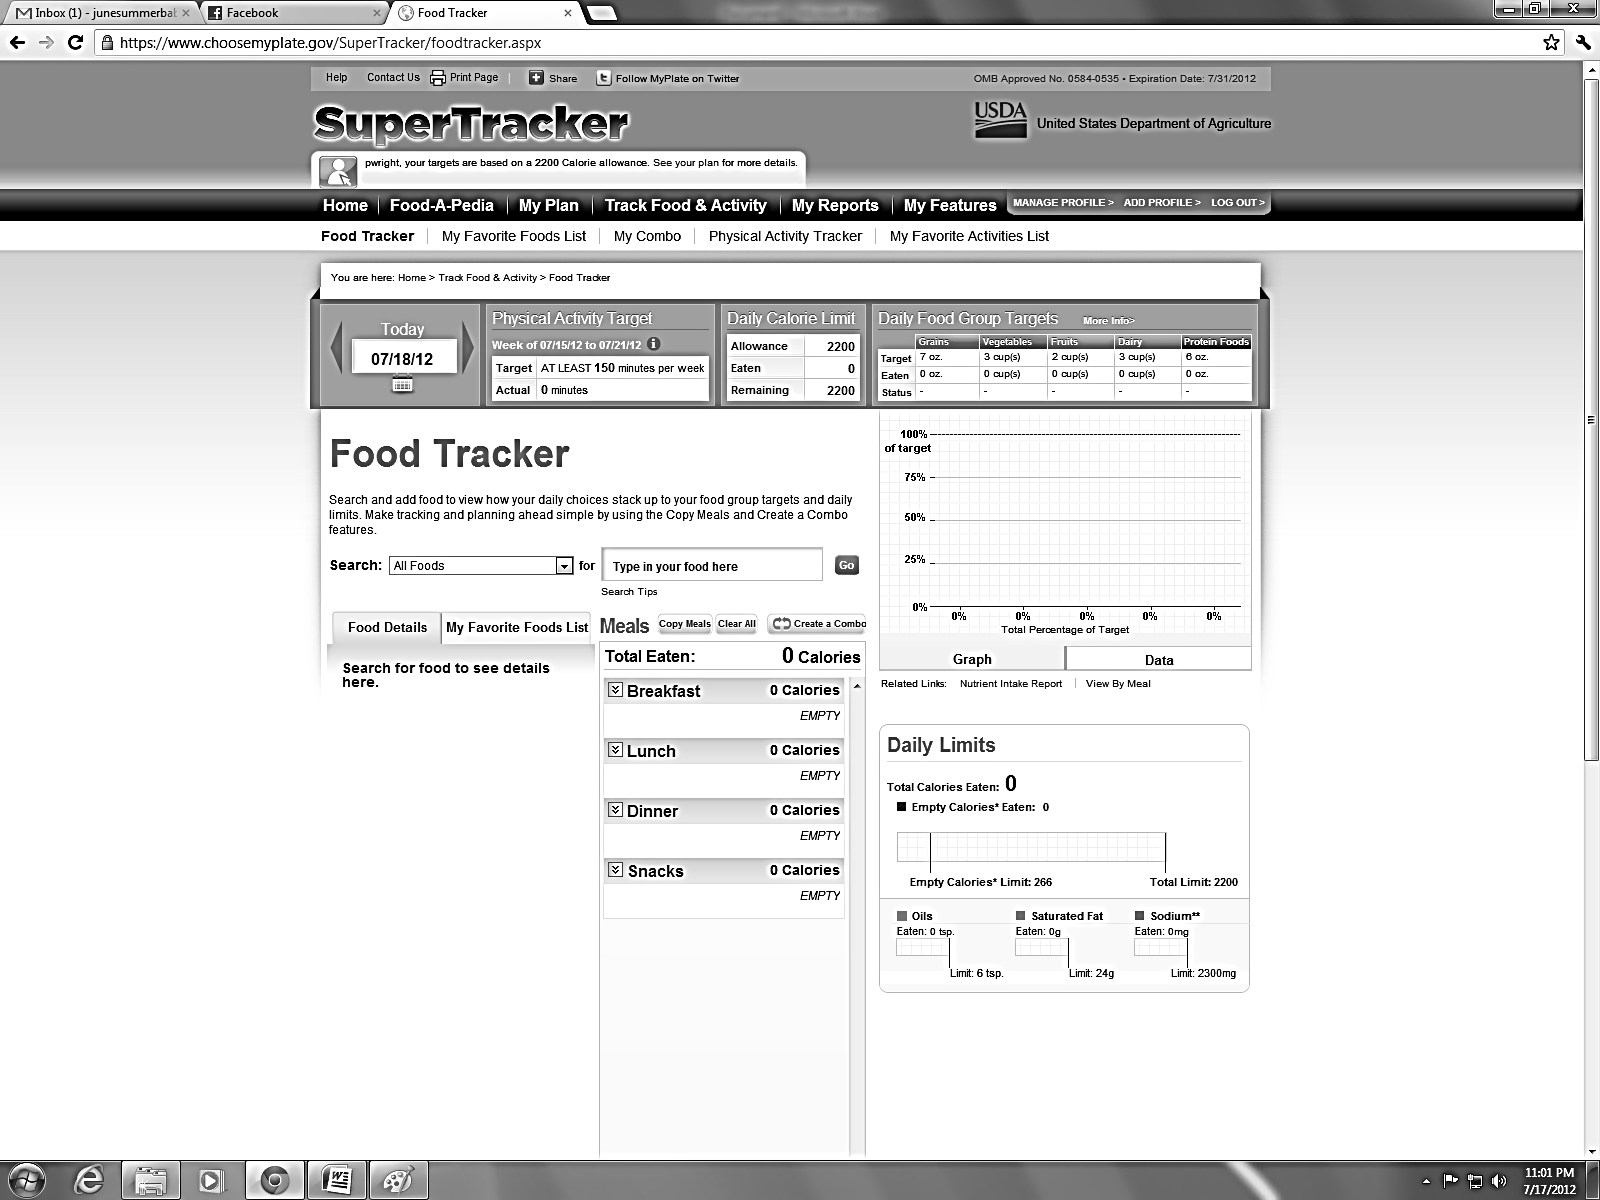 Inbox (1) - junesummerbal
Facebook
Food Tracker
https://www.choosemyplate.gov/SuperTracker/foodtracker.aspx
Help Contact Us Print Page | Share Follow MyPlate on Twitter
OMB Approved No. 0584-0535 • Expiration Date: 7/31/2012
SuperTracker
USDA United States Department of Agriculture
pwright, your targets are based on a 2200 Calorie allowance. See your plan for more details.
Home Food-A-Pedia My Plan Track Food & Activity My Reports My Features MANAGE PROFILE > ADD PROFILE > LOG OUT >
Food Tracker My Favorite Foods List My Combo Physical Activity Tracker My Favorite Activities List
You are here: Home > Track Food & Activity > Food Tracker
Today
07/18/12
Physical Activity Target
Week of 07/15/12 to 07/21/12
Target AT LEAST 150 minutes per week
Actual 0 minutes
Daily Calorie Limit
Allowance 2200
Eaten 0
Remaining 2200
Daily Food Group Targets More Info>
Grains Vegetables Fruits Dairy Protein Foods
Target 7 oz. 3 cup(s) 2 cup(s) 3 cup(s) 6 oz.
Eaten 0 oz. 0 cup(s) 0 cup(s) 0 cup(s) 0 oz.
Status - - - - -
Food Tracker
Search and add food to view how your daily choices stack up to your food group targets and daily
limits. Make tracking and planning ahead simple by using the Copy Meals and Create a Combo
features.
Search: All Foods for Type in your food here Go
Search Tips
Food Details My Favorite Foods List
Search for food to see details
here.
Meals Copy Meals Clear All Create a Combo
Total Eaten: 0 Calories
Breakfast 0 Calories
EMPTY
Lunch 0 Calories
EMPTY
Dinner 0 Calories
EMPTY
Snacks 0 Calories
EMPTY
100%
of target
75%
50%
25%
0%
0% 0% 0% 0% 0%
Total Percentage of Target
Graph Data
Related Links: Nutrient Intake Report | View By Meal
Daily Limits
Total Calories Eaten: 0
Empty Calories* Eaten: 0
Empty Calories* Limit: 266 Total Limit: 2200
Oils Saturated Fat Sodium**
Eaten: 0 tsp. Eaten: 0g Eaten: 0mg
Limit: 6 tsp. Limit: 24g Limit: 2300mg
11:01 PM
7/17/2012